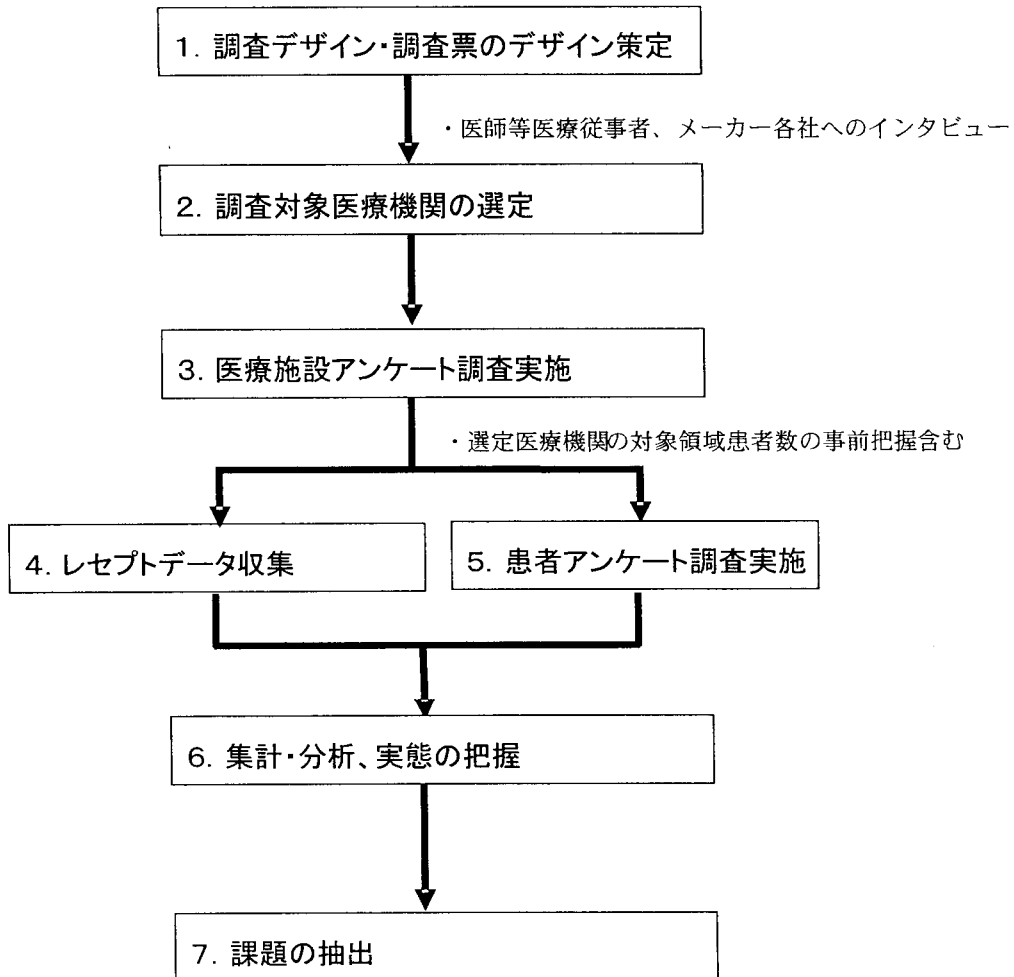 1. 調査デザイン・調査票のデザイン策定
・医師等医療従事者、メーカー各社へのインタビュー
2. 調査対象医療機関の選定
3. 医療施設アンケート調査実施
・選定医療機関の対象領域患者数の事前把握含む
4. レセプトデータ収集
5. 患者アンケート調査実施
6. 集計・分析、実態の把握
7. 課題の抽出